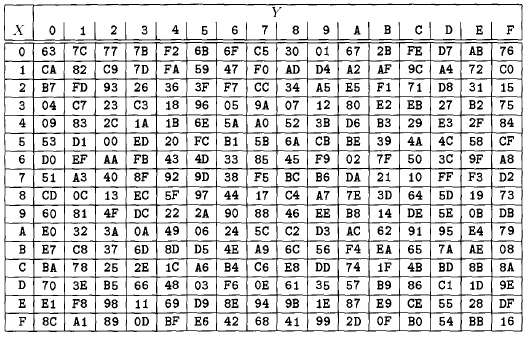 Y
X 0 1 2 3 4 5 6 7 8 9 A B C D E F
0 63 7C 77 7B F2 6B 6F C5 30 01 67 2B FE D7 AB 76
1 CA 82 C9 7D FA 59 47 F0 AD D4 A2 AF 9C A4 72 C0
2 B7 FD 93 26 36 3F F7 CC 34 A5 E5 F1 71 D8 31 15
3 04 C7 23 C3 18 96 05 9A 07 12 80 E2 EB 27 B2 75
4 09 83 2C 1A 1B 6E 5A A0 52 3B D6 B3 29 E3 2F 84
5 53 D1 00 ED 20 FC B1 5B 6A CB BE 39 4A 4C 58 CF
6 D0 EF AA FB 43 4D 33 85 45 F9 02 7F 50 3C 9F A8
7 51 A3 40 8F 92 9D 38 F5 BC B6 DA 21 10 FF F3 D2
8 CD 0C 13 EC 5F 97 44 17 C4 A7 7E 3D 64 5D 19 73
9 60 81 4F DC 22 2A 90 88 46 EE B8 14 DE 5E 0B DB
A E0 32 3A 0A 49 06 24 5C C2 D3 AC 62 91 95 E4 79
B E7 C8 37 6D 8D D5 4E A9 6C 56 F4 EA 65 7A AE 08
C BA 78 25 2E 1C A6 B4 C6 E8 DD 74 1F 4B BD 8B 8A
D 70 3E B5 66 48 03 F6 0E 61 35 57 B9 86 C1 1D 9E
E E1 F8 98 11 69 D9 8E 94 9B 1E 87 E9 CE 55 28 DF
F 8C A1 89 0D BF E6 42 68 41 99 2D 0F B0 54 BB 16